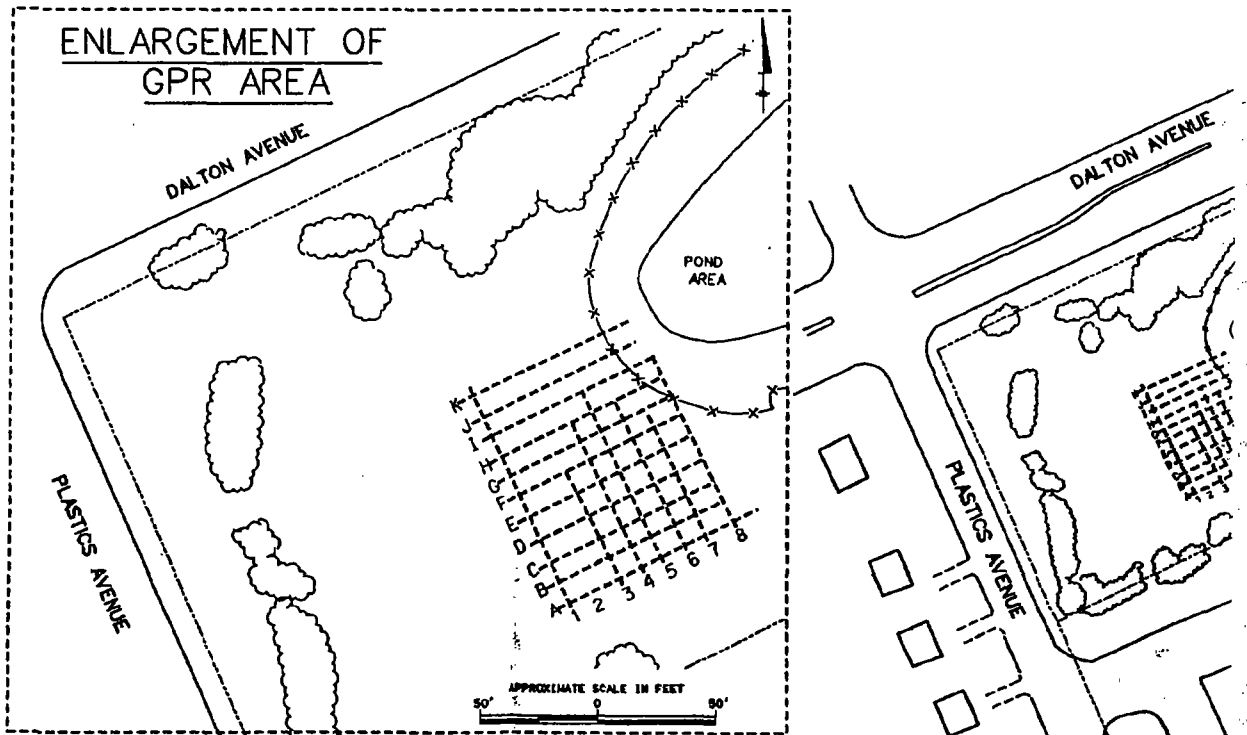 ENLARGEMENT OF
GPR AREA
DALTON AVENUE
POND
AREA
PLASTICS AVENUE
K
J
I
H
G
F
E
D
C
B
A
1 2 3 4 5 6 7 8
APPROXIMATE SCALE IN FEET
50' 0 50'
DALTON AVENUE
PLASTICS AVENUE